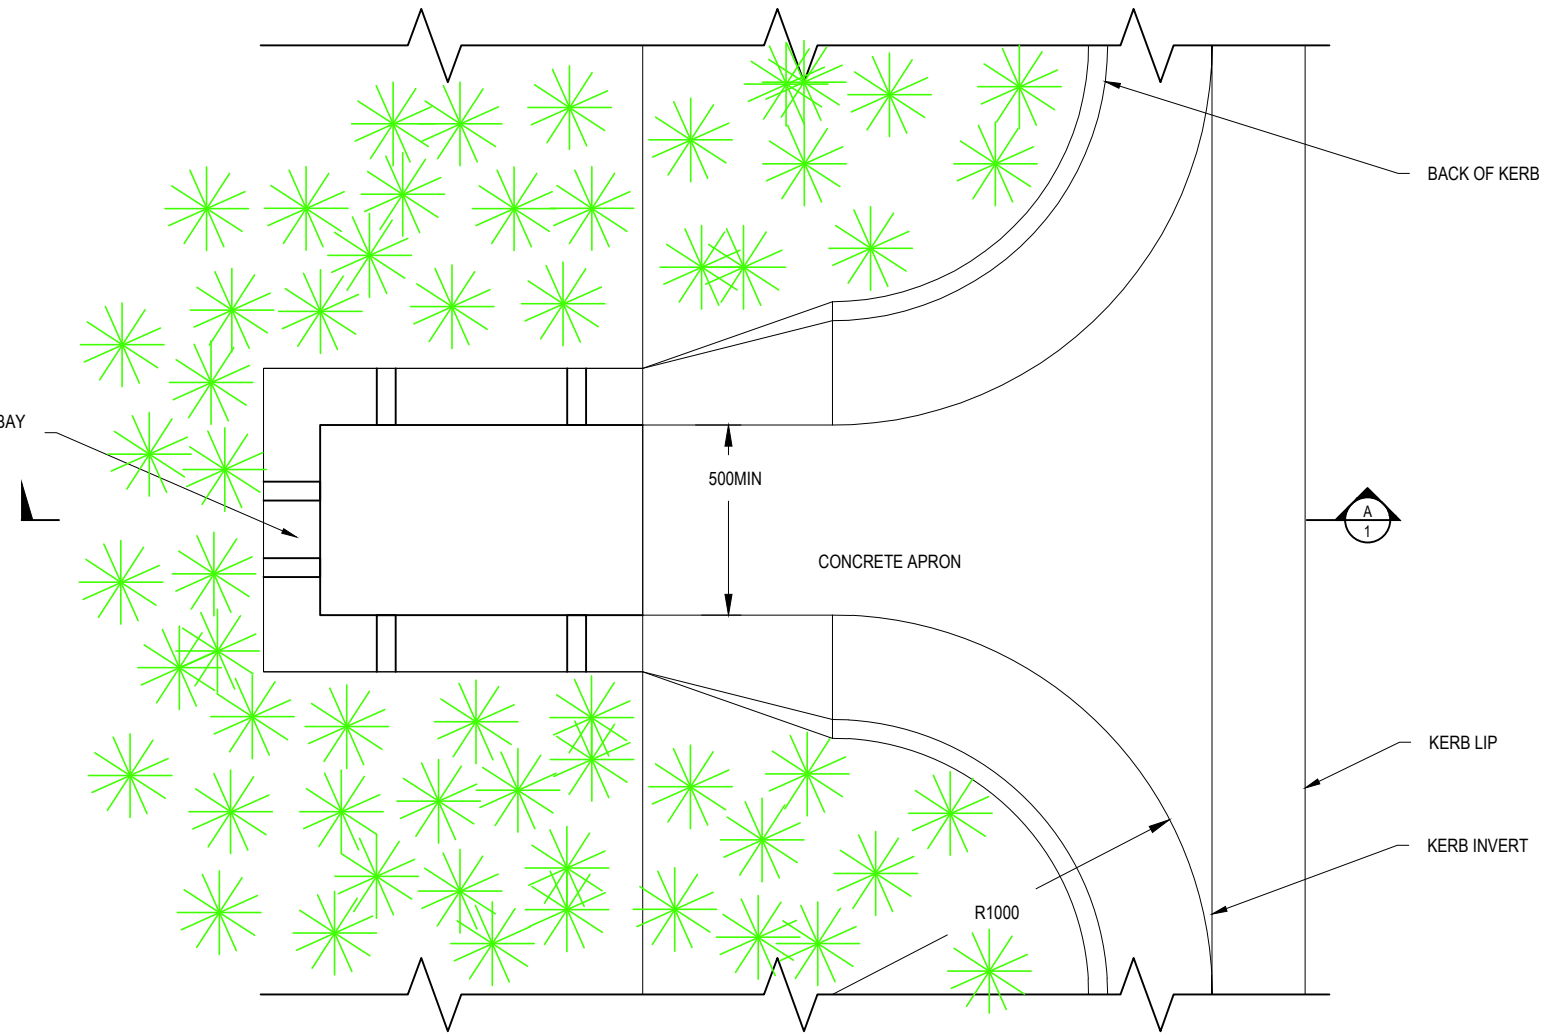 BACK OF KERB
BAY
500MIN
A
1
CONCRETE APRON
KERB LIP
KERB INVERT
R1000